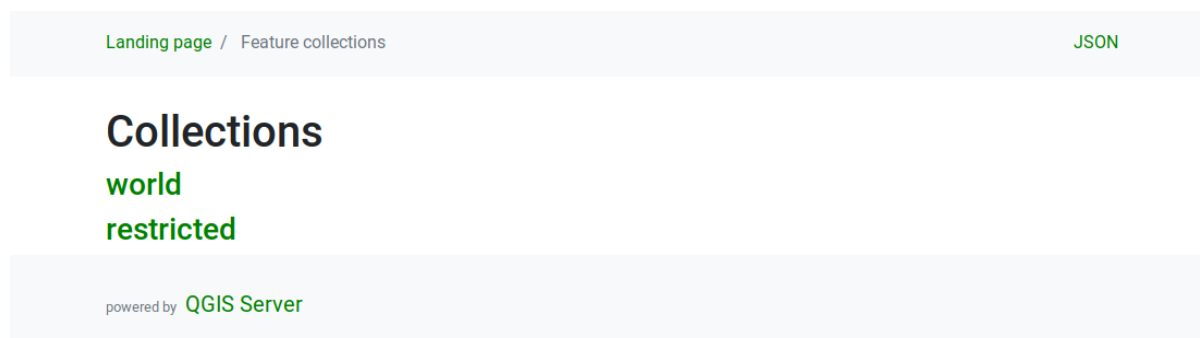 Landing page / Feature collections JSON
Collections
world
restricted
powered by QGIS Server